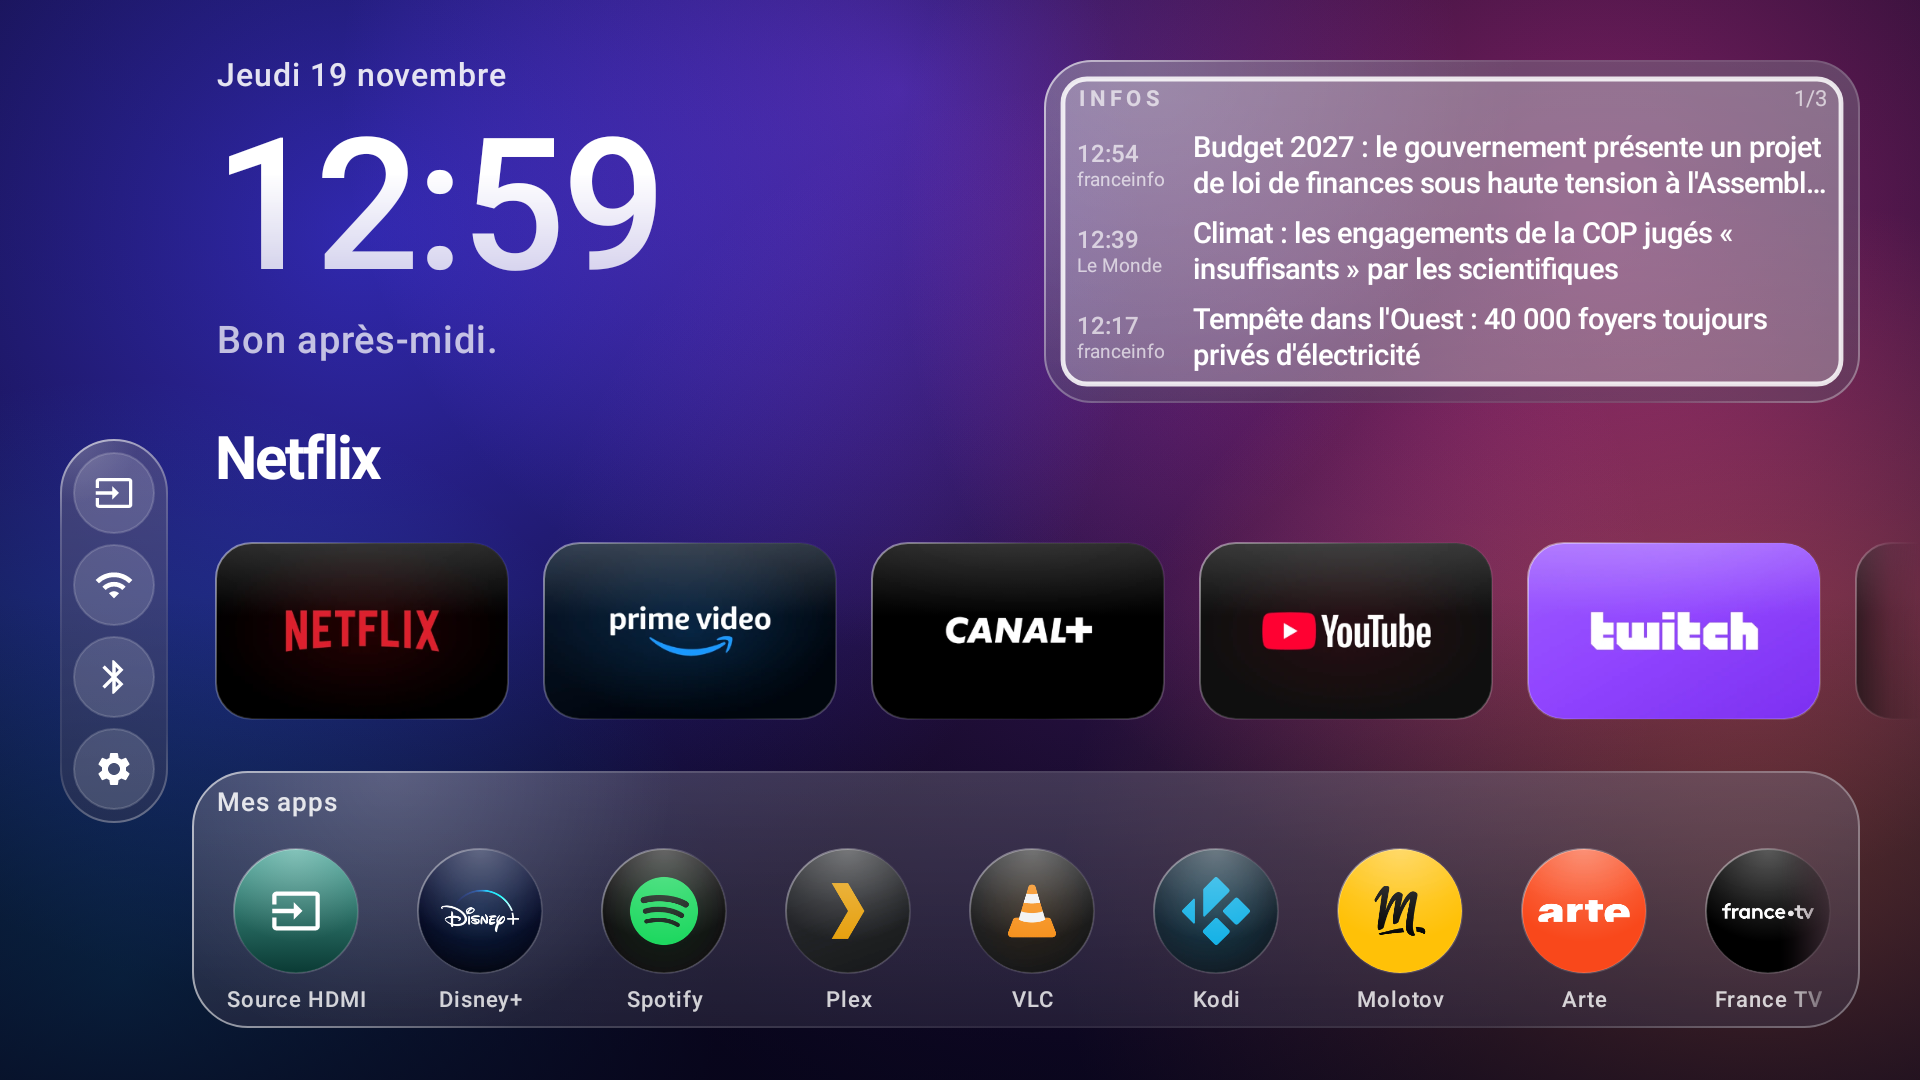 Jeudi 19 novembre
12:59
Bon après-midi.
INFOS
1/3
12:54
franceinfo
Budget 2027 : le gouvernement présente un projet
de loi de finances sous haute tension à l'Assembl...
12:39
Le Monde
Climat : les engagements de la COP jugés «
insuffisants » par les scientifiques
12:17
franceinfo
Tempête dans l'Ouest : 40 000 foyers toujours
privés d'électricité
Netflix
NETFLIX
prime video
CANAL+
YouTube
twitch
Mes apps
Disney+
M.
arte
france•tv
Source HDMI
Disney+
Spotify
Plex
VLC
Kodi
Molotov
Arte
France TV